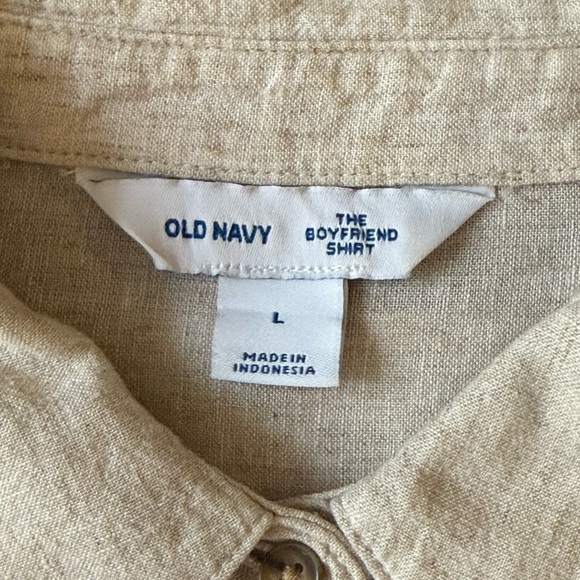 OLD NAVY
THE
BOYFRIEND
SHIRT
L
MADE IN
INDONESIA